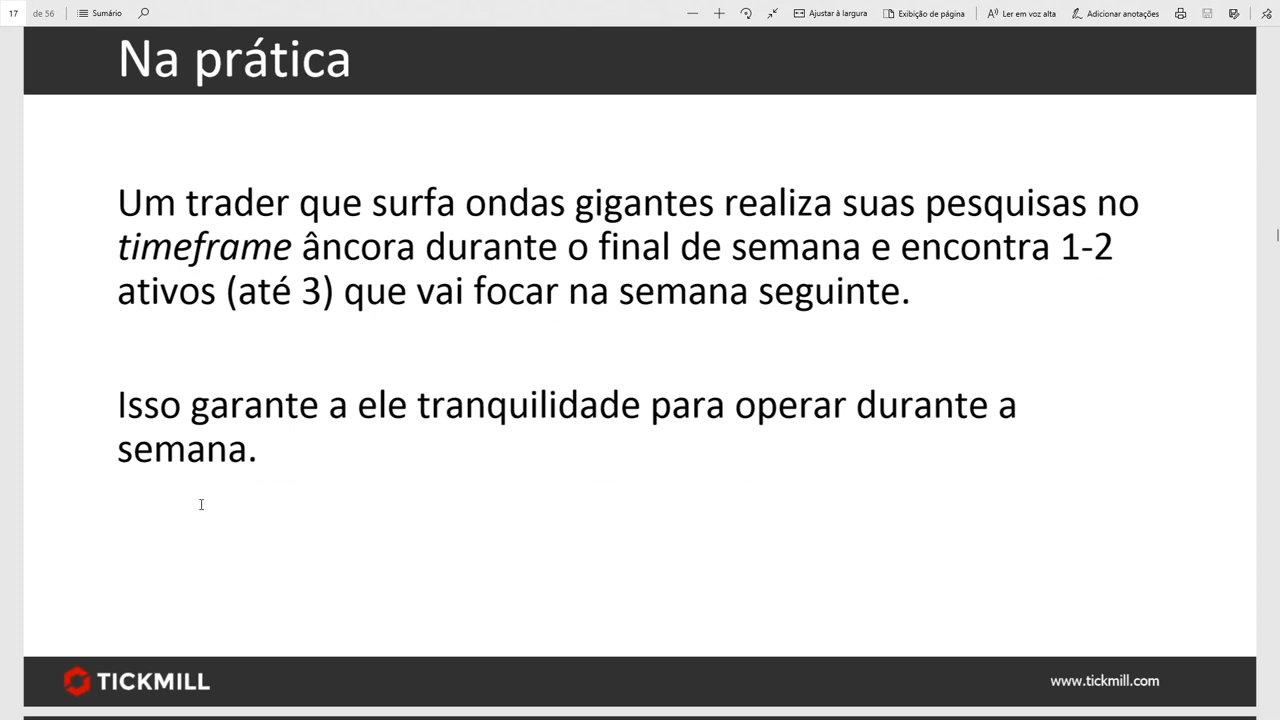 17 de 56 Sumário Ajustar à largura Exibição de página Ler em voz alta Adicionar anotações
Na prática
Um trader que surfa ondas gigantes realiza suas pesquisas no
timeframe âncora durante o final de semana e encontra 1-2
ativos (até 3) que vai focar na semana seguinte.
Isso garante a ele tranquilidade para operar durante a
semana.
TICKMILL www.tickmill.com